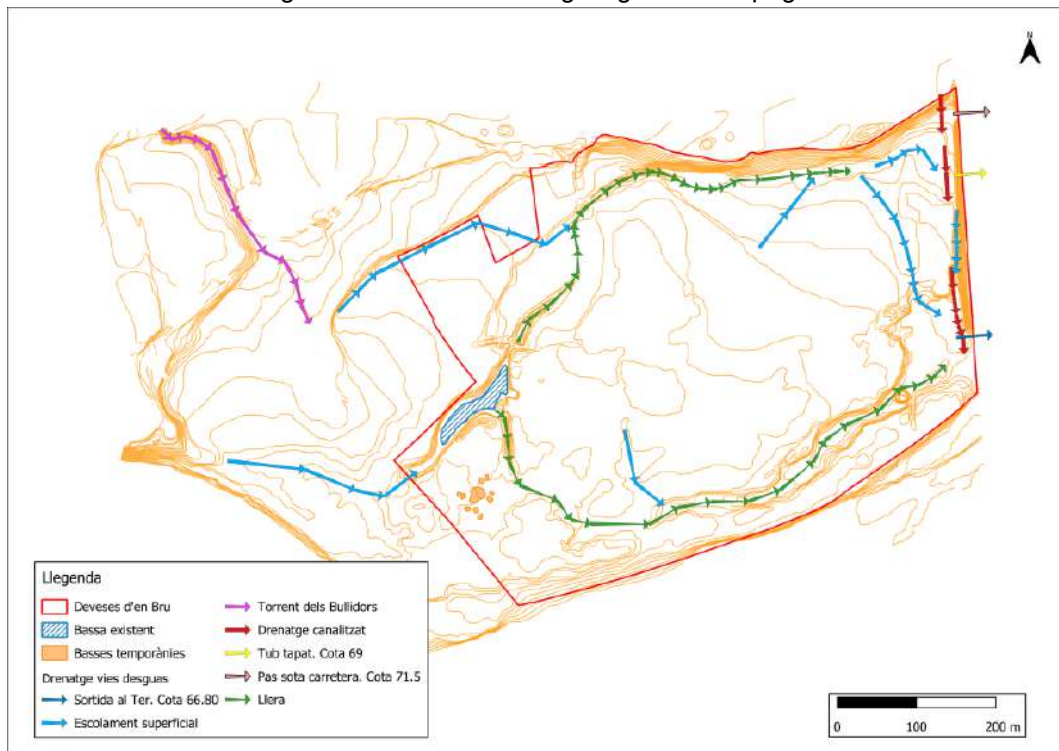 N
Llegenda
Deveses d'en Bru
Bassa existent
Basses temporànies
Drenatge vies desguas
Sortida al Ter. Cota 66.80
Escolament superficial
Torrent dels Bullidors
Drenatge canalitzat
Tub tapat. Cota 69
Pas sota carretera. Cota 71.5
Llera
0 100 200 m